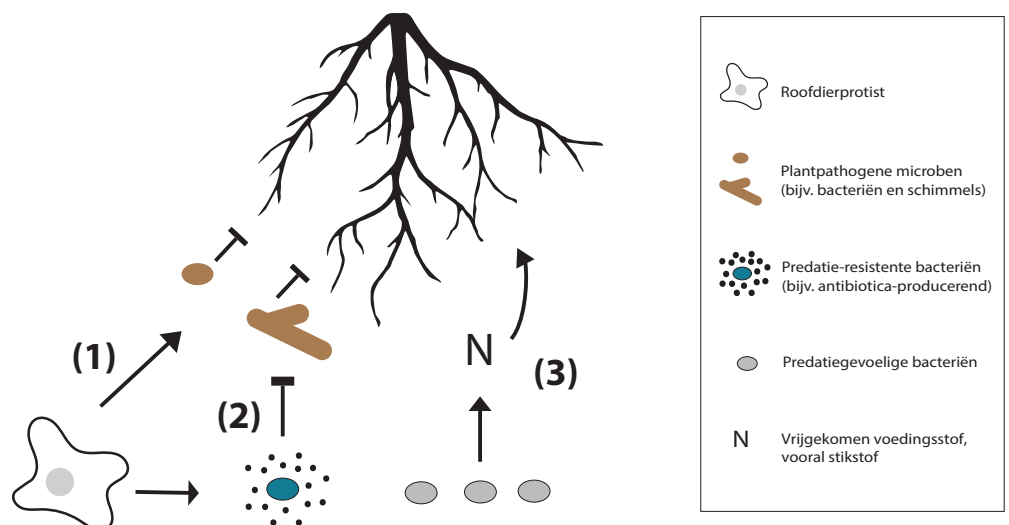 (1)
(2)
N
(3)
Roofdierprotist
Plantpathogene microben
(bijv. bacteriën en schimmels)
Predatie-resistente bacteriën
(bijv. antibiotica-producerend)
Predatiegevoelige bacteriën
N
Vrijgekomen voedingsstof,
vooral stikstof